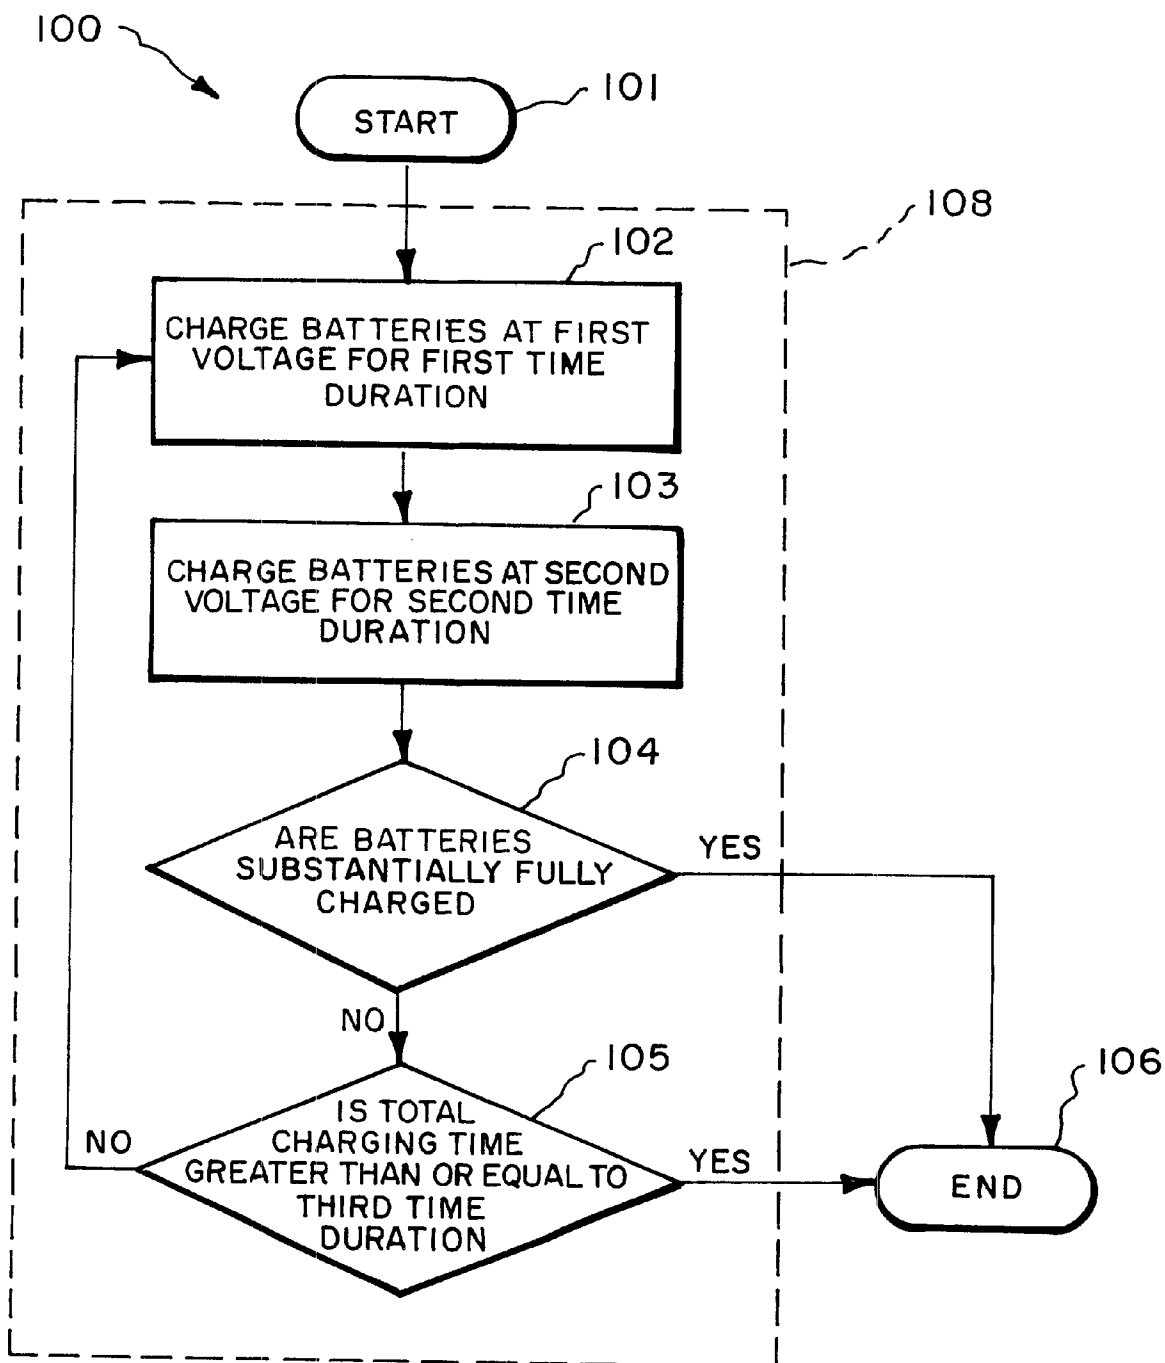 100
101
START
108
102
CHARGE BATTERIES AT FIRST
VOLTAGE FOR FIRST TIME
DURATION
103
CHARGE BATTERIES AT SECOND
VOLTAGE FOR SECOND TIME
DURATION
104
ARE BATTERIES
SUBSTANTIALLY FULLY
CHARGED
YES
NO
105
106
IS TOTAL
CHARGING TIME
GREATER THAN OR EQUAL TO
THIRD TIME
DURATION
NO
YES
END